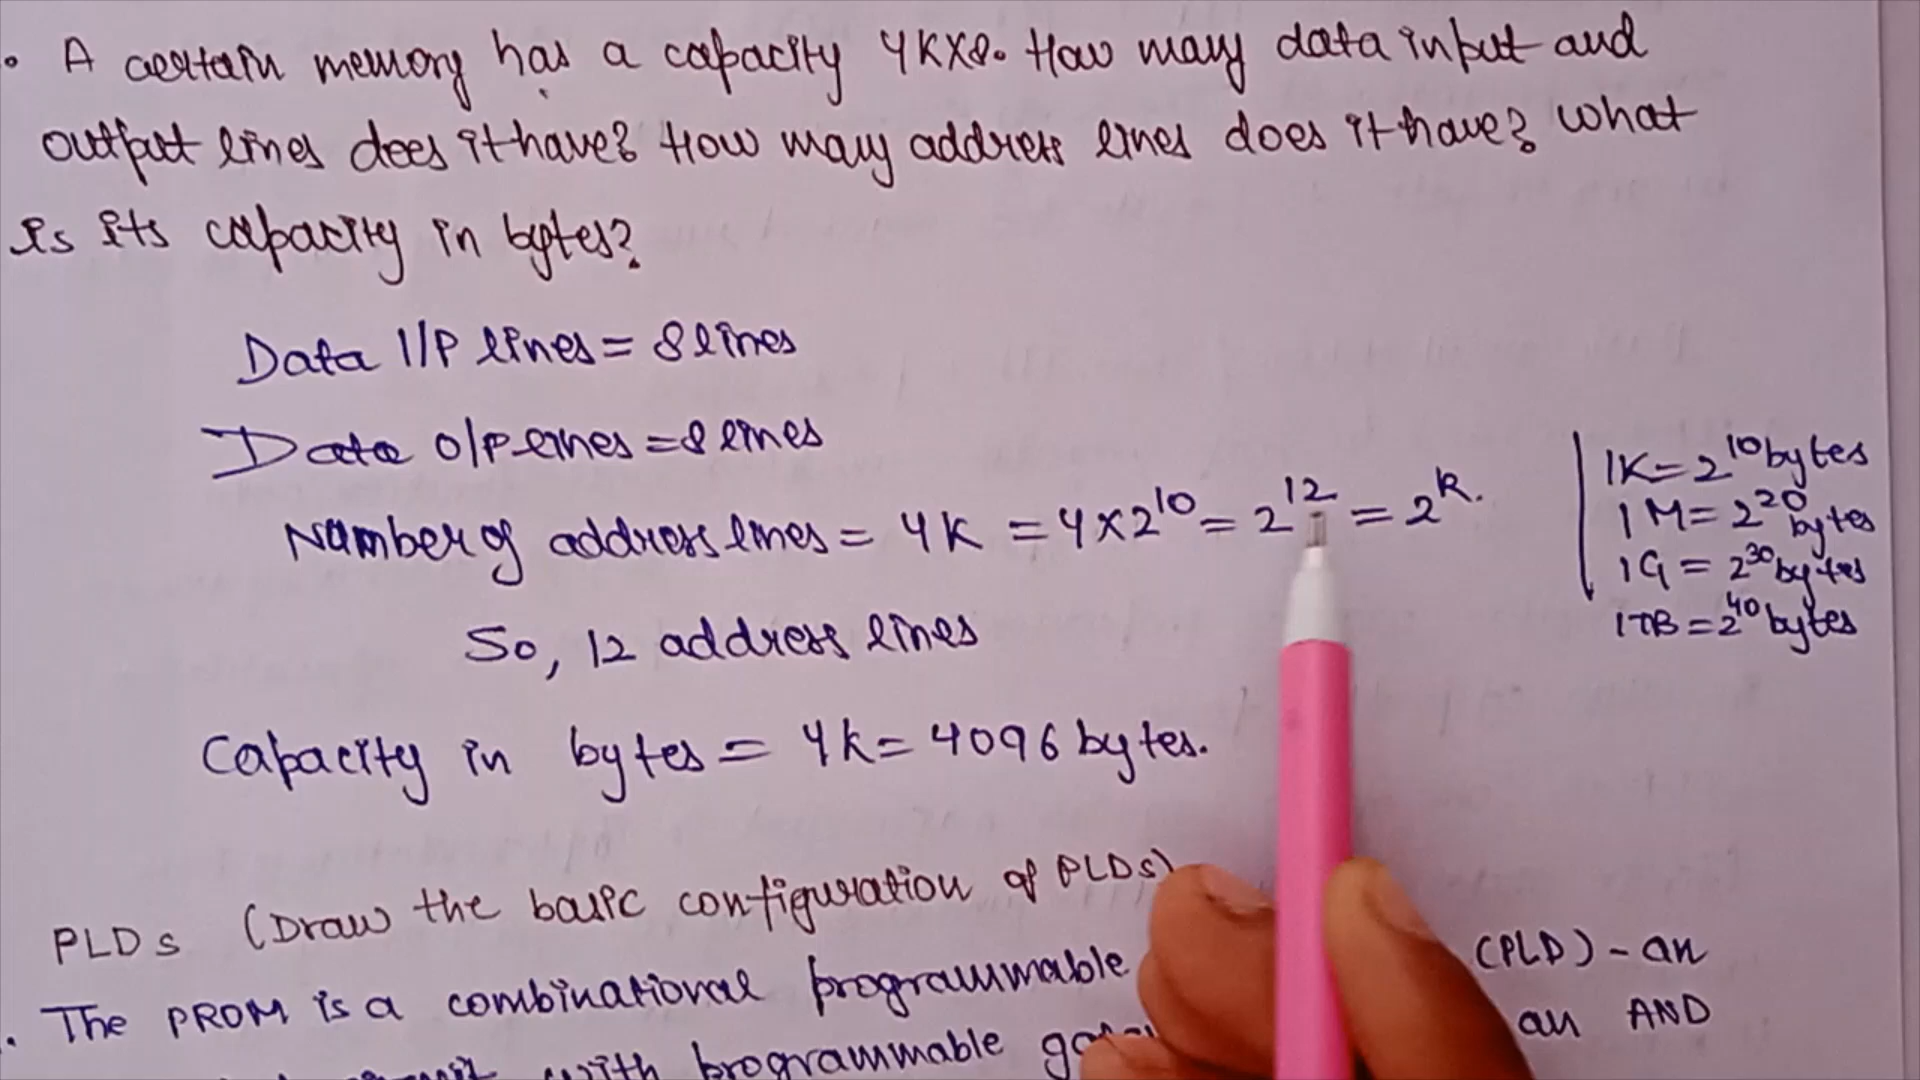 . A certain memory has a capacity 4K×8. How many data input and
output lines does it have? How many address lines does it have? what
is its capacity in bytes?
Data I/P lines = 8 lines
Data O/P lines = 8 lines
Number of address lines = 4K = 4×2^10 = 2^12 = 2^k.
So, 12 address lines
Capacity in bytes = 4k = 4096 bytes.
1K = 2^10 bytes
1M = 2^20 bytes
1G = 2^30 bytes
1TB = 2^40 bytes
PLDs (Draw the basic configuration of PLDs)
. The PROM is a combinational programmable (PLD) - an
with programmable an AND